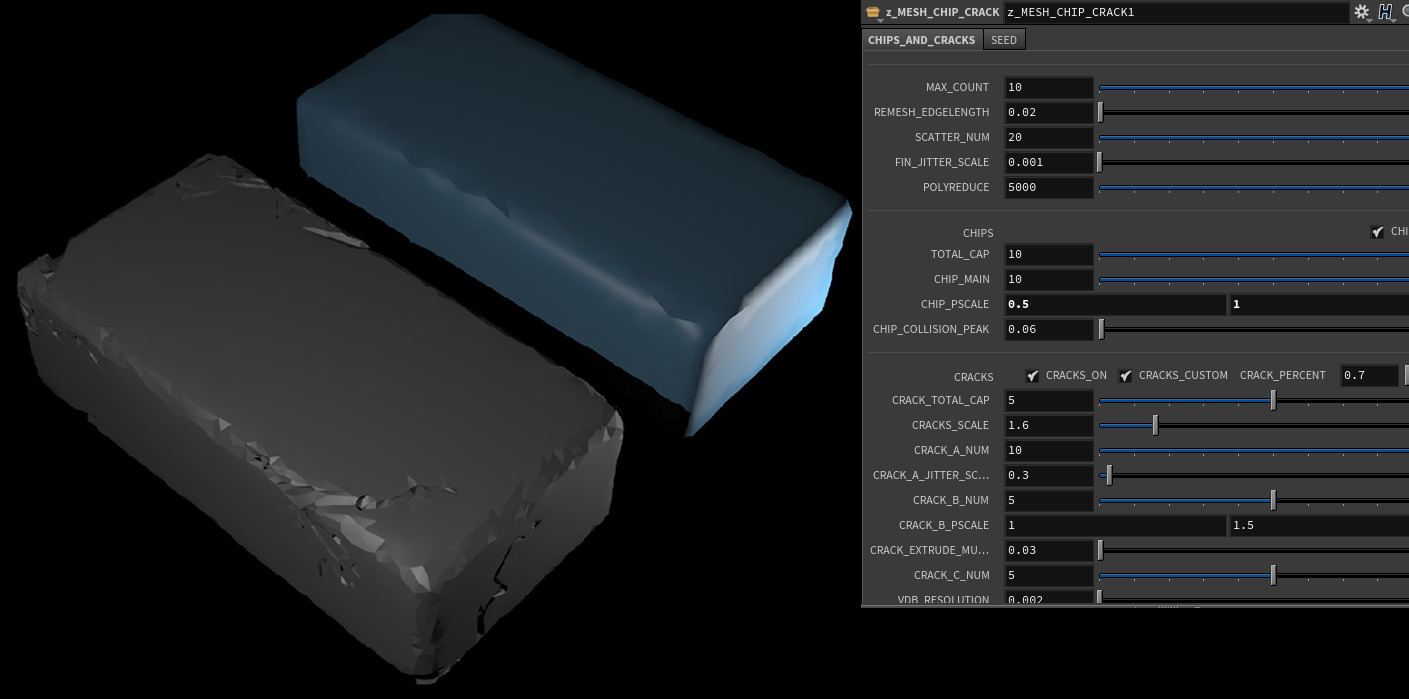 z_MESH_CHIP_CRACK z_MESH_CHIP_CRACK1
CHIPS_AND_CRACKS SEED
MAX_COUNT 10
REMESH_EDGELENGTH 0.02
SCATTER_NUM 20
FIN_JITTER_SCALE 0.001
POLYREDUCE 5000
CHIPS CHI
TOTAL_CAP 10
CHIP_MAIN 10
CHIP_PSCALE 0.5 1
CHIP_COLLISION_PEAK 0.06
CRACKS CRACKS_ON CRACKS_CUSTOM CRACK_PERCENT 0.7
CRACK_TOTAL_CAP 5
CRACKS_SCALE 1.6
CRACK_A_NUM 10
CRACK_A_JITTER_SC... 0.3
CRACK_B_NUM 5
CRACK_B_PSCALE 1 1.5
CRACK_EXTRUDE_MU... 0.03
CRACK_C_NUM 5
VDB_RESOLUTION 0.002